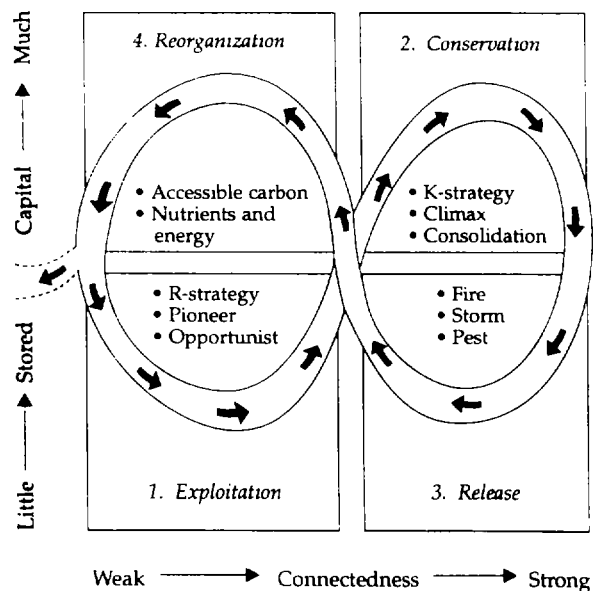 4. Reorganization
2. Conservation
• Accessible carbon
• Nutrients and
energy
• K-strategy
• Climax
• Consolidation
• R-strategy
• Pioneer
• Opportunist
• Fire
• Storm
• Pest
1. Exploitation
3. Release
Little Stored Capital Much
Weak Connectedness Strong